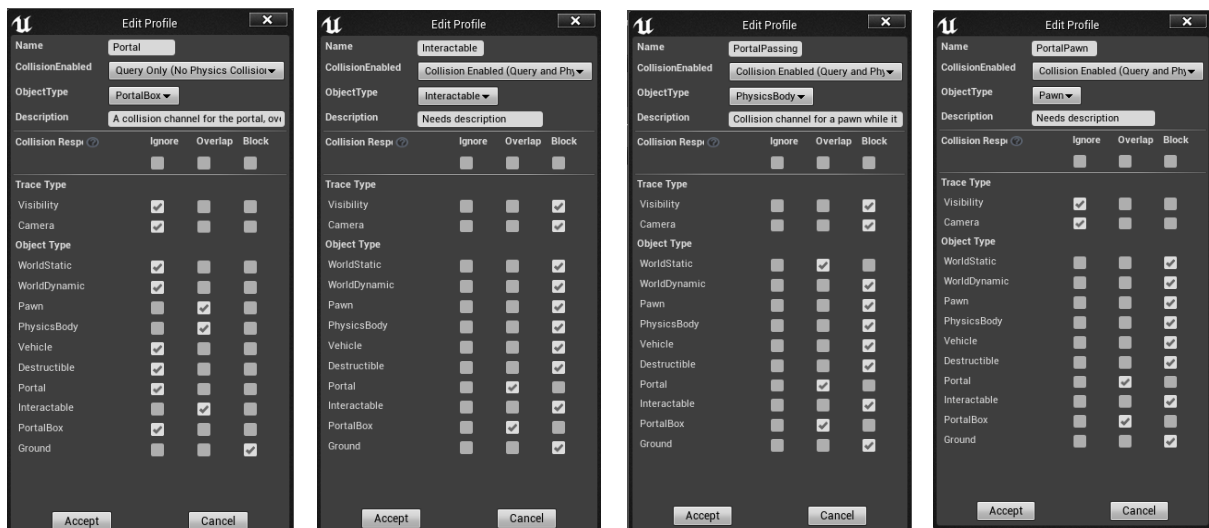 Edit Profile
Name Portal
CollisionEnabled Query Only (No Physics Collision
ObjectType PortalBox
Description A collision channel for the portal, ove
Collision Resp Ignore Overlap Block
Trace Type
Visibility
Camera
Object Type
WorldStatic
WorldDynamic
Pawn
PhysicsBody
Vehicle
Destructible
Portal
Interactable
PortalBox
Ground
Accept Cancel
Edit Profile
Name Interactable
CollisionEnabled Collision Enabled (Query and Phy
ObjectType Interactable
Description Needs description
Collision Resp Ignore Overlap Block
Trace Type
Visibility
Camera
Object Type
WorldStatic
WorldDynamic
Pawn
PhysicsBody
Vehicle
Destructible
Portal
Interactable
PortalBox
Ground
Accept Cancel
Edit Profile
Name PortalPassing
CollisionEnabled Collision Enabled (Query and Phy
ObjectType PhysicsBody
Description Collision channel for a pawn while it
Collision Resp Ignore Overlap Block
Trace Type
Visibility
Camera
Object Type
WorldStatic
WorldDynamic
Pawn
PhysicsBody
Vehicle
Destructible
Portal
Interactable
PortalBox
Ground
Accept Cancel
Edit Profile
Name PortalPawn
CollisionEnabled Collision Enabled (Query and Phy
ObjectType Pawn
Description Needs description
Collision Resp Ignore Overlap Block
Trace Type
Visibility
Camera
Object Type
WorldStatic
WorldDynamic
Pawn
PhysicsBody
Vehicle
Destructible
Portal
Interactable
PortalBox
Ground
Accept Cancel